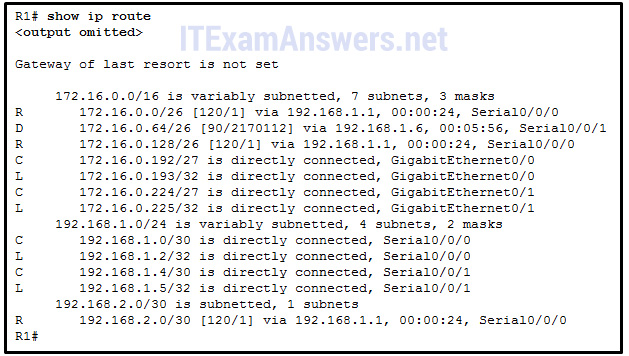 R1# show ip route
<output omitted>
ITExamAnswers.net
Gateway of last resort is not set
172.16.0.0/16 is variably subnetted, 7 subnets, 3 masks
R 172.16.0.0/26 [120/1] via 192.168.1.1, 00:00:24, Serial0/0/0
D 172.16.0.64/26 [90/2170112] via 192.168.1.6, 00:05:56, Serial0/0/1
R 172.16.0.128/26 [120/1] via 192.168.1.1, 00:00:24, Serial0/0/0
C 172.16.0.192/27 is directly connected, GigabitEthernet0/0
L 172.16.0.193/32 is directly connected, GigabitEthernet0/0
C 172.16.0.224/27 is directly connected, GigabitEthernet0/1
L 172.16.0.225/32 is directly connected, GigabitEthernet0/1
192.168.1.0/24 is variably subnetted, 4 subnets, 2 masks
C 192.168.1.0/30 is directly connected, Serial0/0/0
L 192.168.1.2/32 is directly connected, Serial0/0/0
C 192.168.1.4/30 is directly connected, Serial0/0/1
L 192.168.1.5/32 is directly connected, Serial0/0/1
192.168.2.0/30 is subnetted, 1 subnets
R 192.168.2.0/30 [120/1] via 192.168.1.1, 00:00:24, Serial0/0/0
R1#